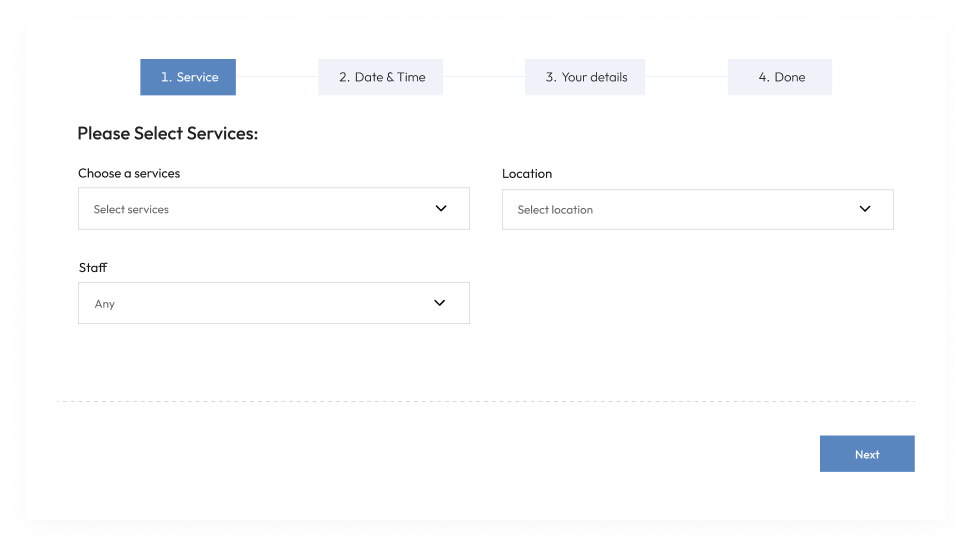 1. Service
2. Date & Time
3. Your details
4. Done
Please Select Services:
Choose a services
Location
Select services
Select location
Staff
Any
Next